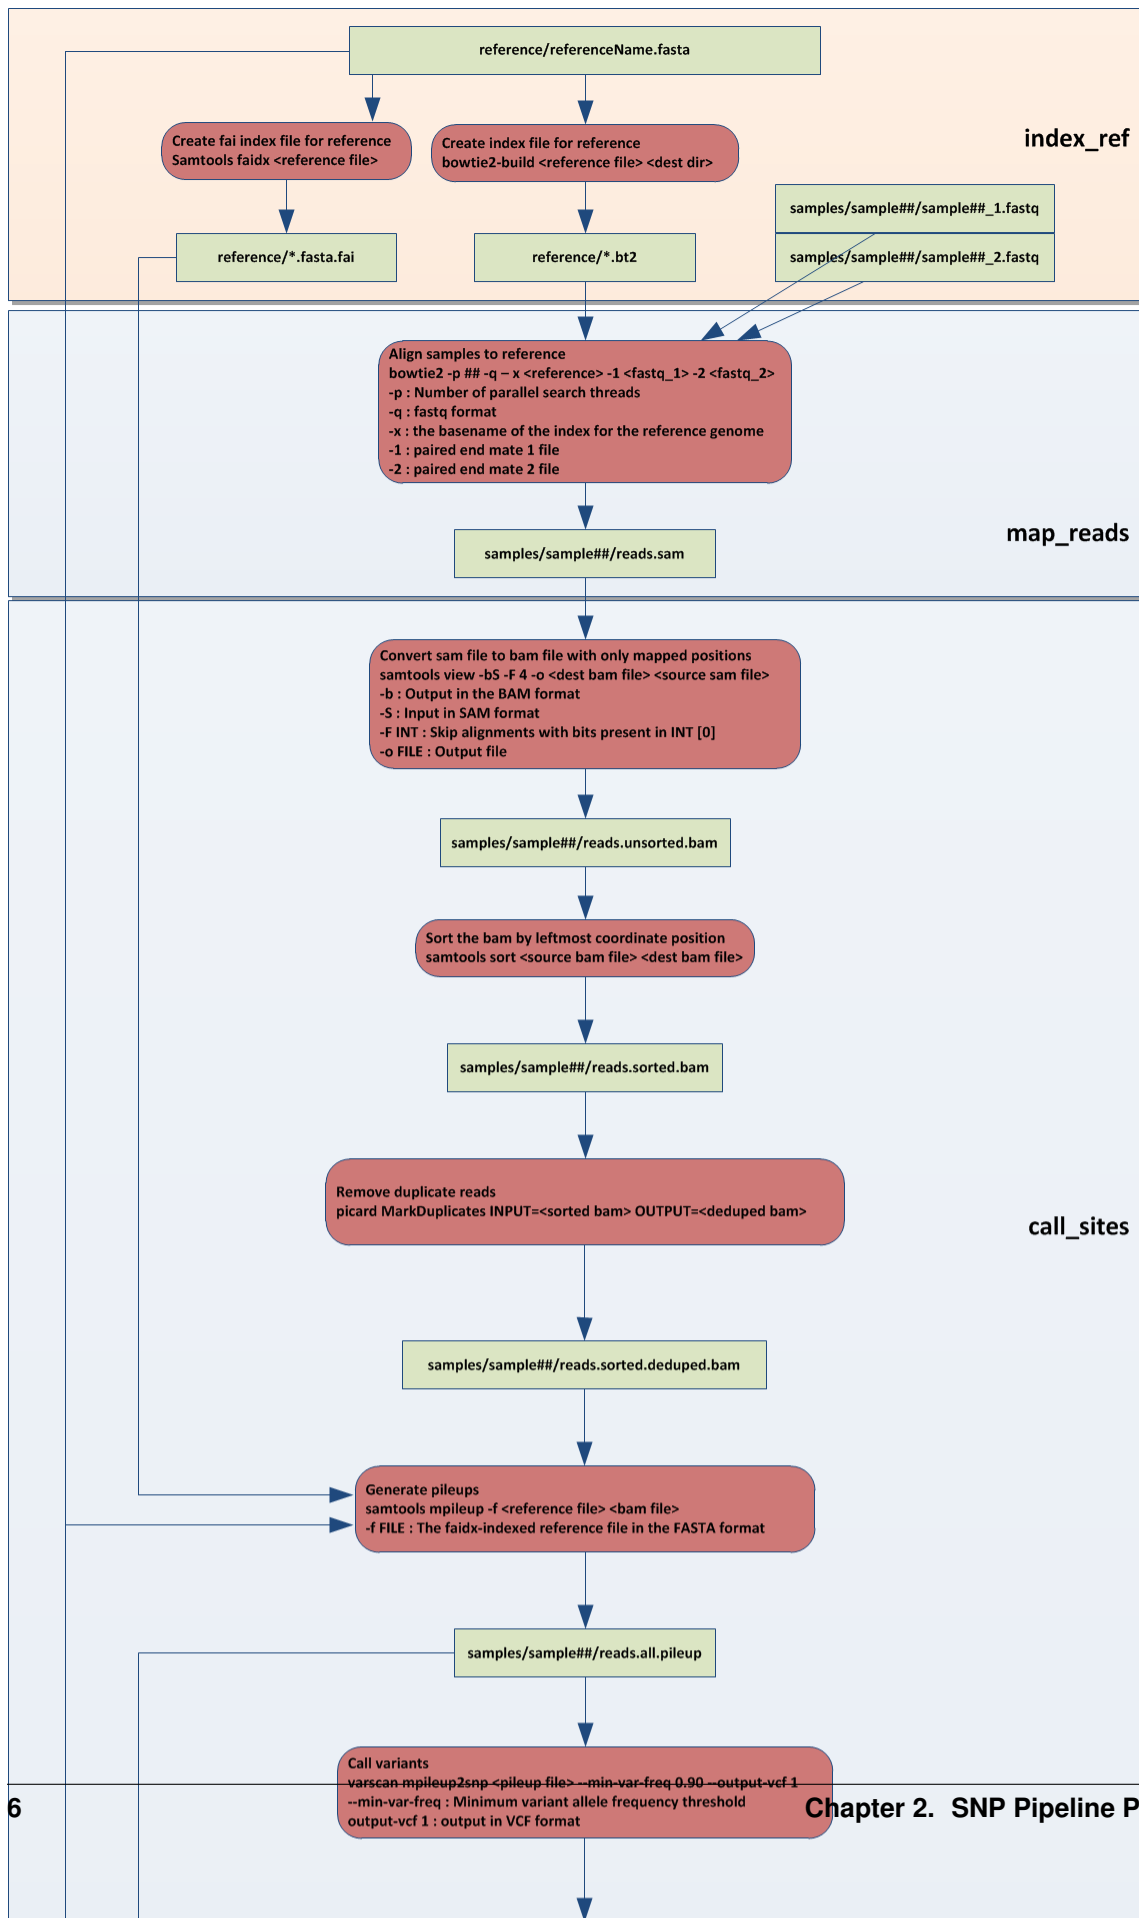 reference/referenceName.fasta
Create fai index file for reference
Samtools faidx <reference file>
Create index file for reference
bowtie2-build <reference file> <dest dir>
index_ref
samples/sample##/sample##_1.fastq
reference/*.fasta.fai
reference/*.bt2
samples/sample##/sample##_2.fastq
Align samples to reference
bowtie2 -p ## -q – x <reference> -1 <fastq_1> -2 <fastq_2>
-p : Number of parallel search threads
-q : fastq format
-x : the basename of the index for the reference genome
-1 : paired end mate 1 file
-2 : paired end mate 2 file
map_reads
samples/sample##/reads.sam
Convert sam file to bam file with only mapped positions
samtools view -bS -F 4 -o <dest bam file> <source sam file>
-b : Output in the BAM format
-S : Input in SAM format
-F INT : Skip alignments with bits present in INT [0]
-o FILE : Output file
samples/sample##/reads.unsorted.bam
Sort the bam by leftmost coordinate position
samtools sort <source bam file> <dest bam file>
samples/sample##/reads.sorted.bam
Remove duplicate reads
picard MarkDuplicates INPUT=<sorted bam> OUTPUT=<deduped bam>
call_sites
samples/sample##/reads.sorted.deduped.bam
Generate pileups
samtools mpileup -f <reference file> <bam file>
-f FILE : The faidx-indexed reference file in the FASTA format
samples/sample##/reads.all.pileup
Call variants
varscan mpileup2snp <pileup file> --min-var-freq 0.90 --output-vcf 1
--min-var-freq : Minimum variant allele frequency threshold
output-vcf 1 : output in VCF format
6
Chapter 2. SNP Pipeline P